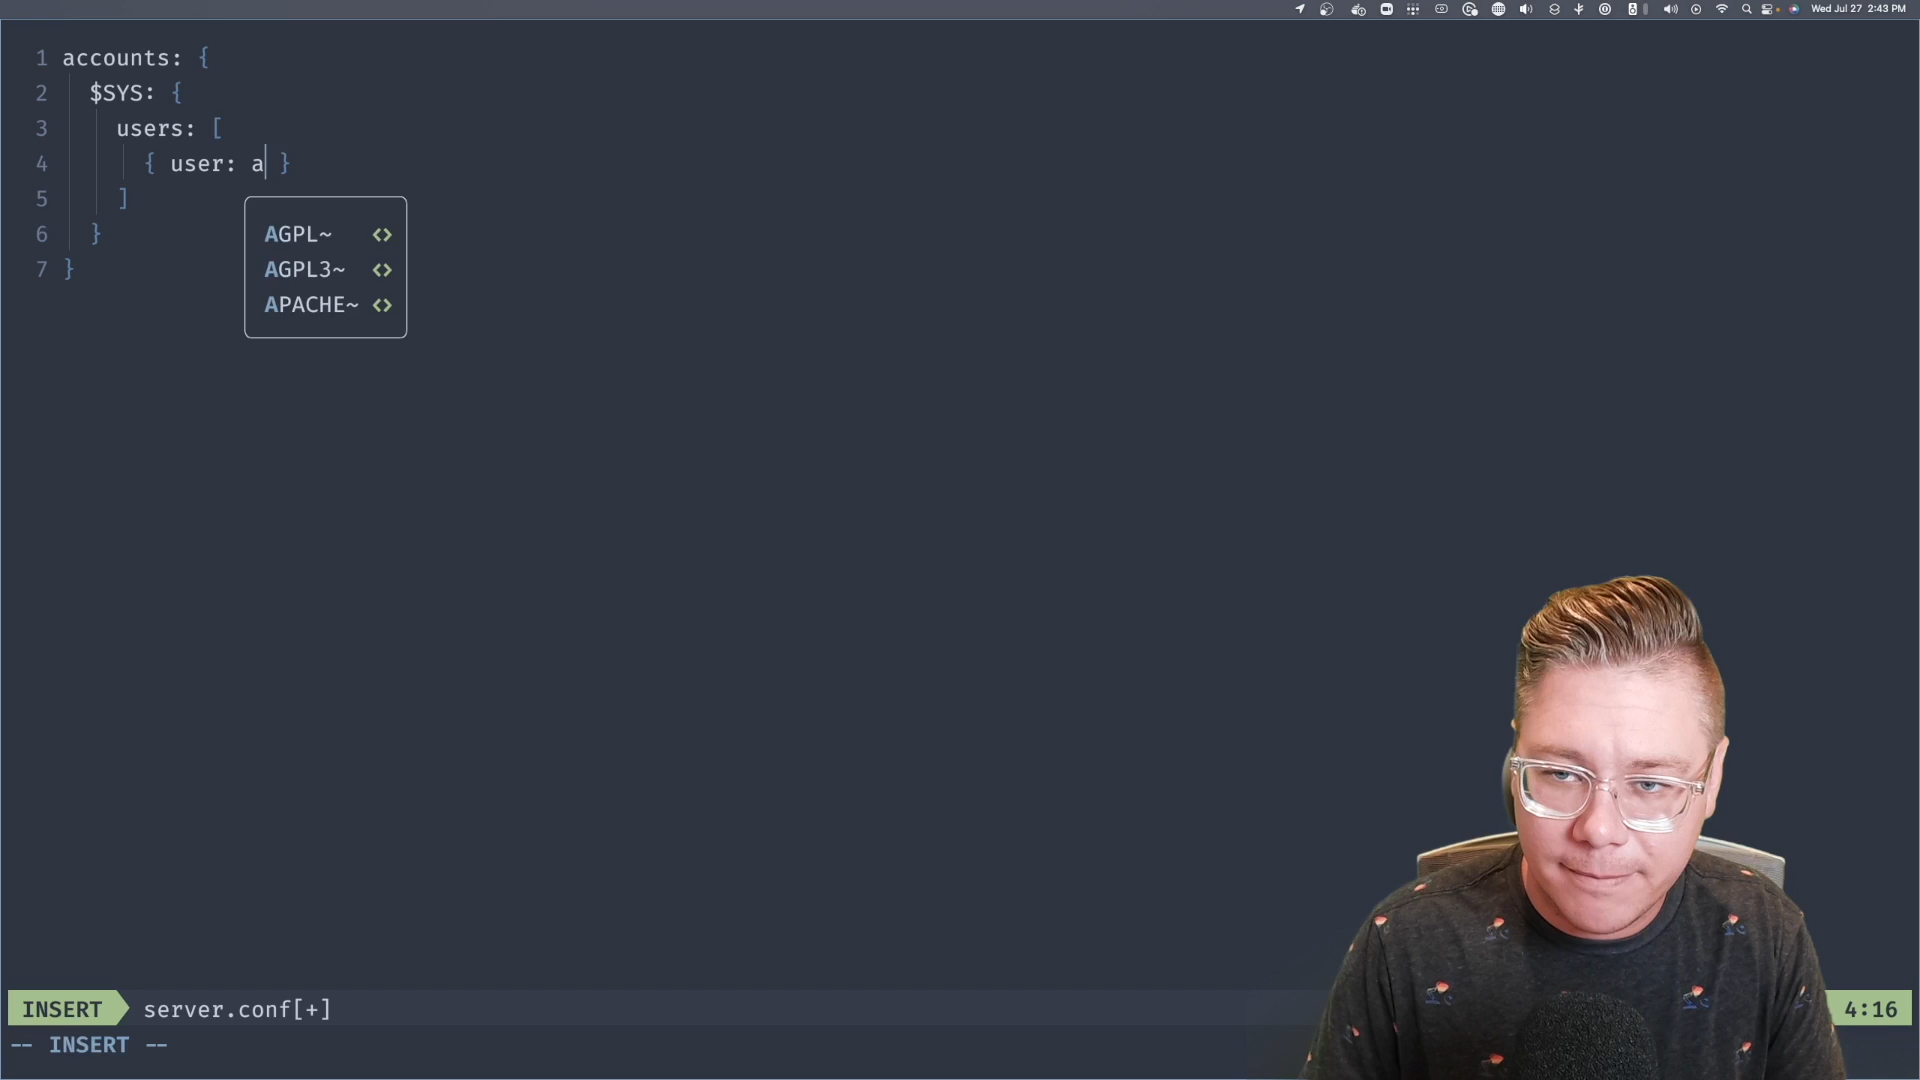 Wed Jul 27 2:43 PM
1 accounts: {
2 $SYS: {
3 users: [
4 { user: a }
5 ]
6 }
7 }
AGPL~ <>
AGPL3~ <>
APACHE~ <>
INSERT server.conf[+] 4:16
-- INSERT --